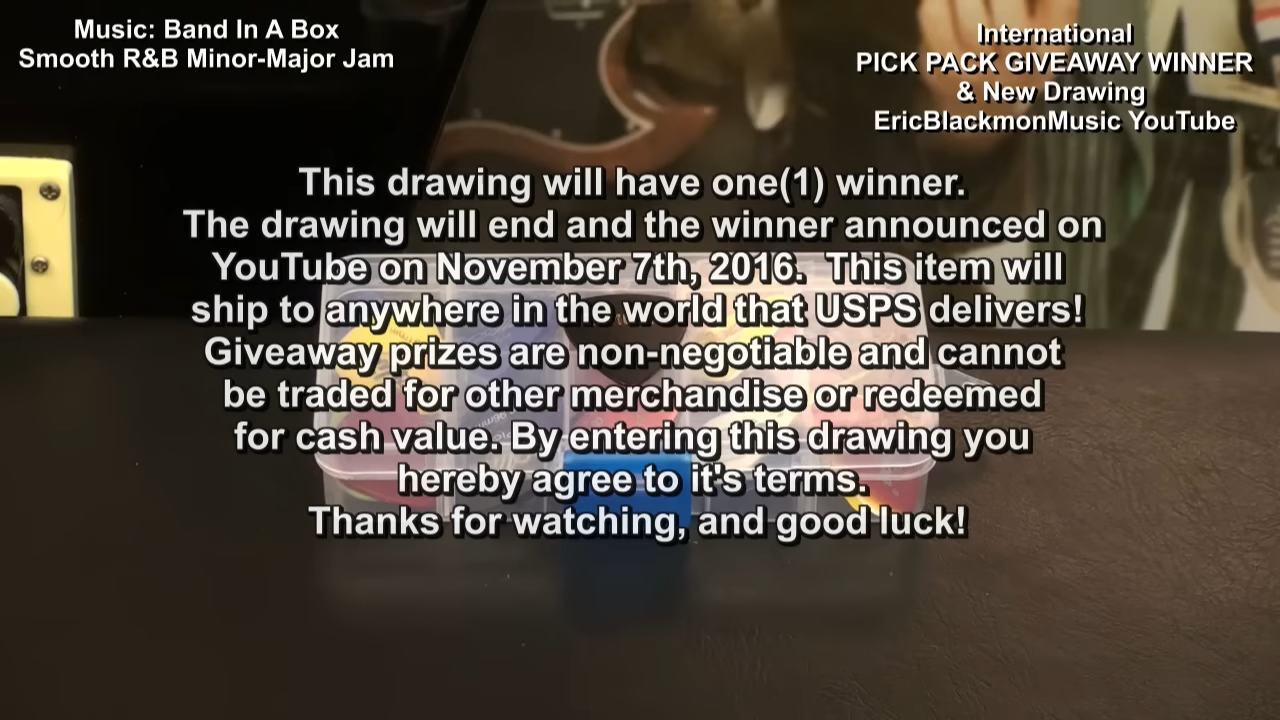 Music: Band In A Box
Smooth R&B Minor-Major Jam
International
PICK PACK GIVEAWAY WINNER
& New Drawing
EricBlackmonMusic YouTube
This drawing will have one(1) winner.
The drawing will end and the winner announced on
YouTube on November 7th, 2016.  This item will
ship to anywhere in the world that USPS delivers!
Giveaway prizes are non-negotiable and cannot
be traded for other merchandise or redeemed
for cash value. By entering this drawing you
hereby agree to it's terms.
Thanks for watching, and good luck!